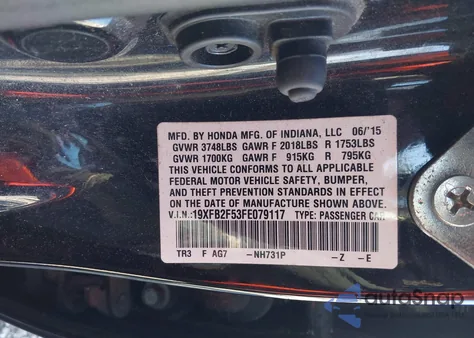 MFD. BY HONDA MFG. OF INDIANA, LLC 06/'15
GVWR 3748LBS GAWR F 2018LBS R 1753LBS
GVWR 1700KG GAWR F 915KG R 795KG
THIS VEHICLE CONFORMS TO ALL APPLICABLE
FEDERAL MOTOR VEHICLE SAFETY, BUMPER,
AND THEFT PREVENTION STANDARDS IN EFFECT
ON THE DATE OF MANUFACTURE SHOWN ABOVE.
V.I.N.:19XFB2F53FE079117 TYPE: PASSENGER CAR
TR3 F AG7 -NH731P -Z -E
autoSnap